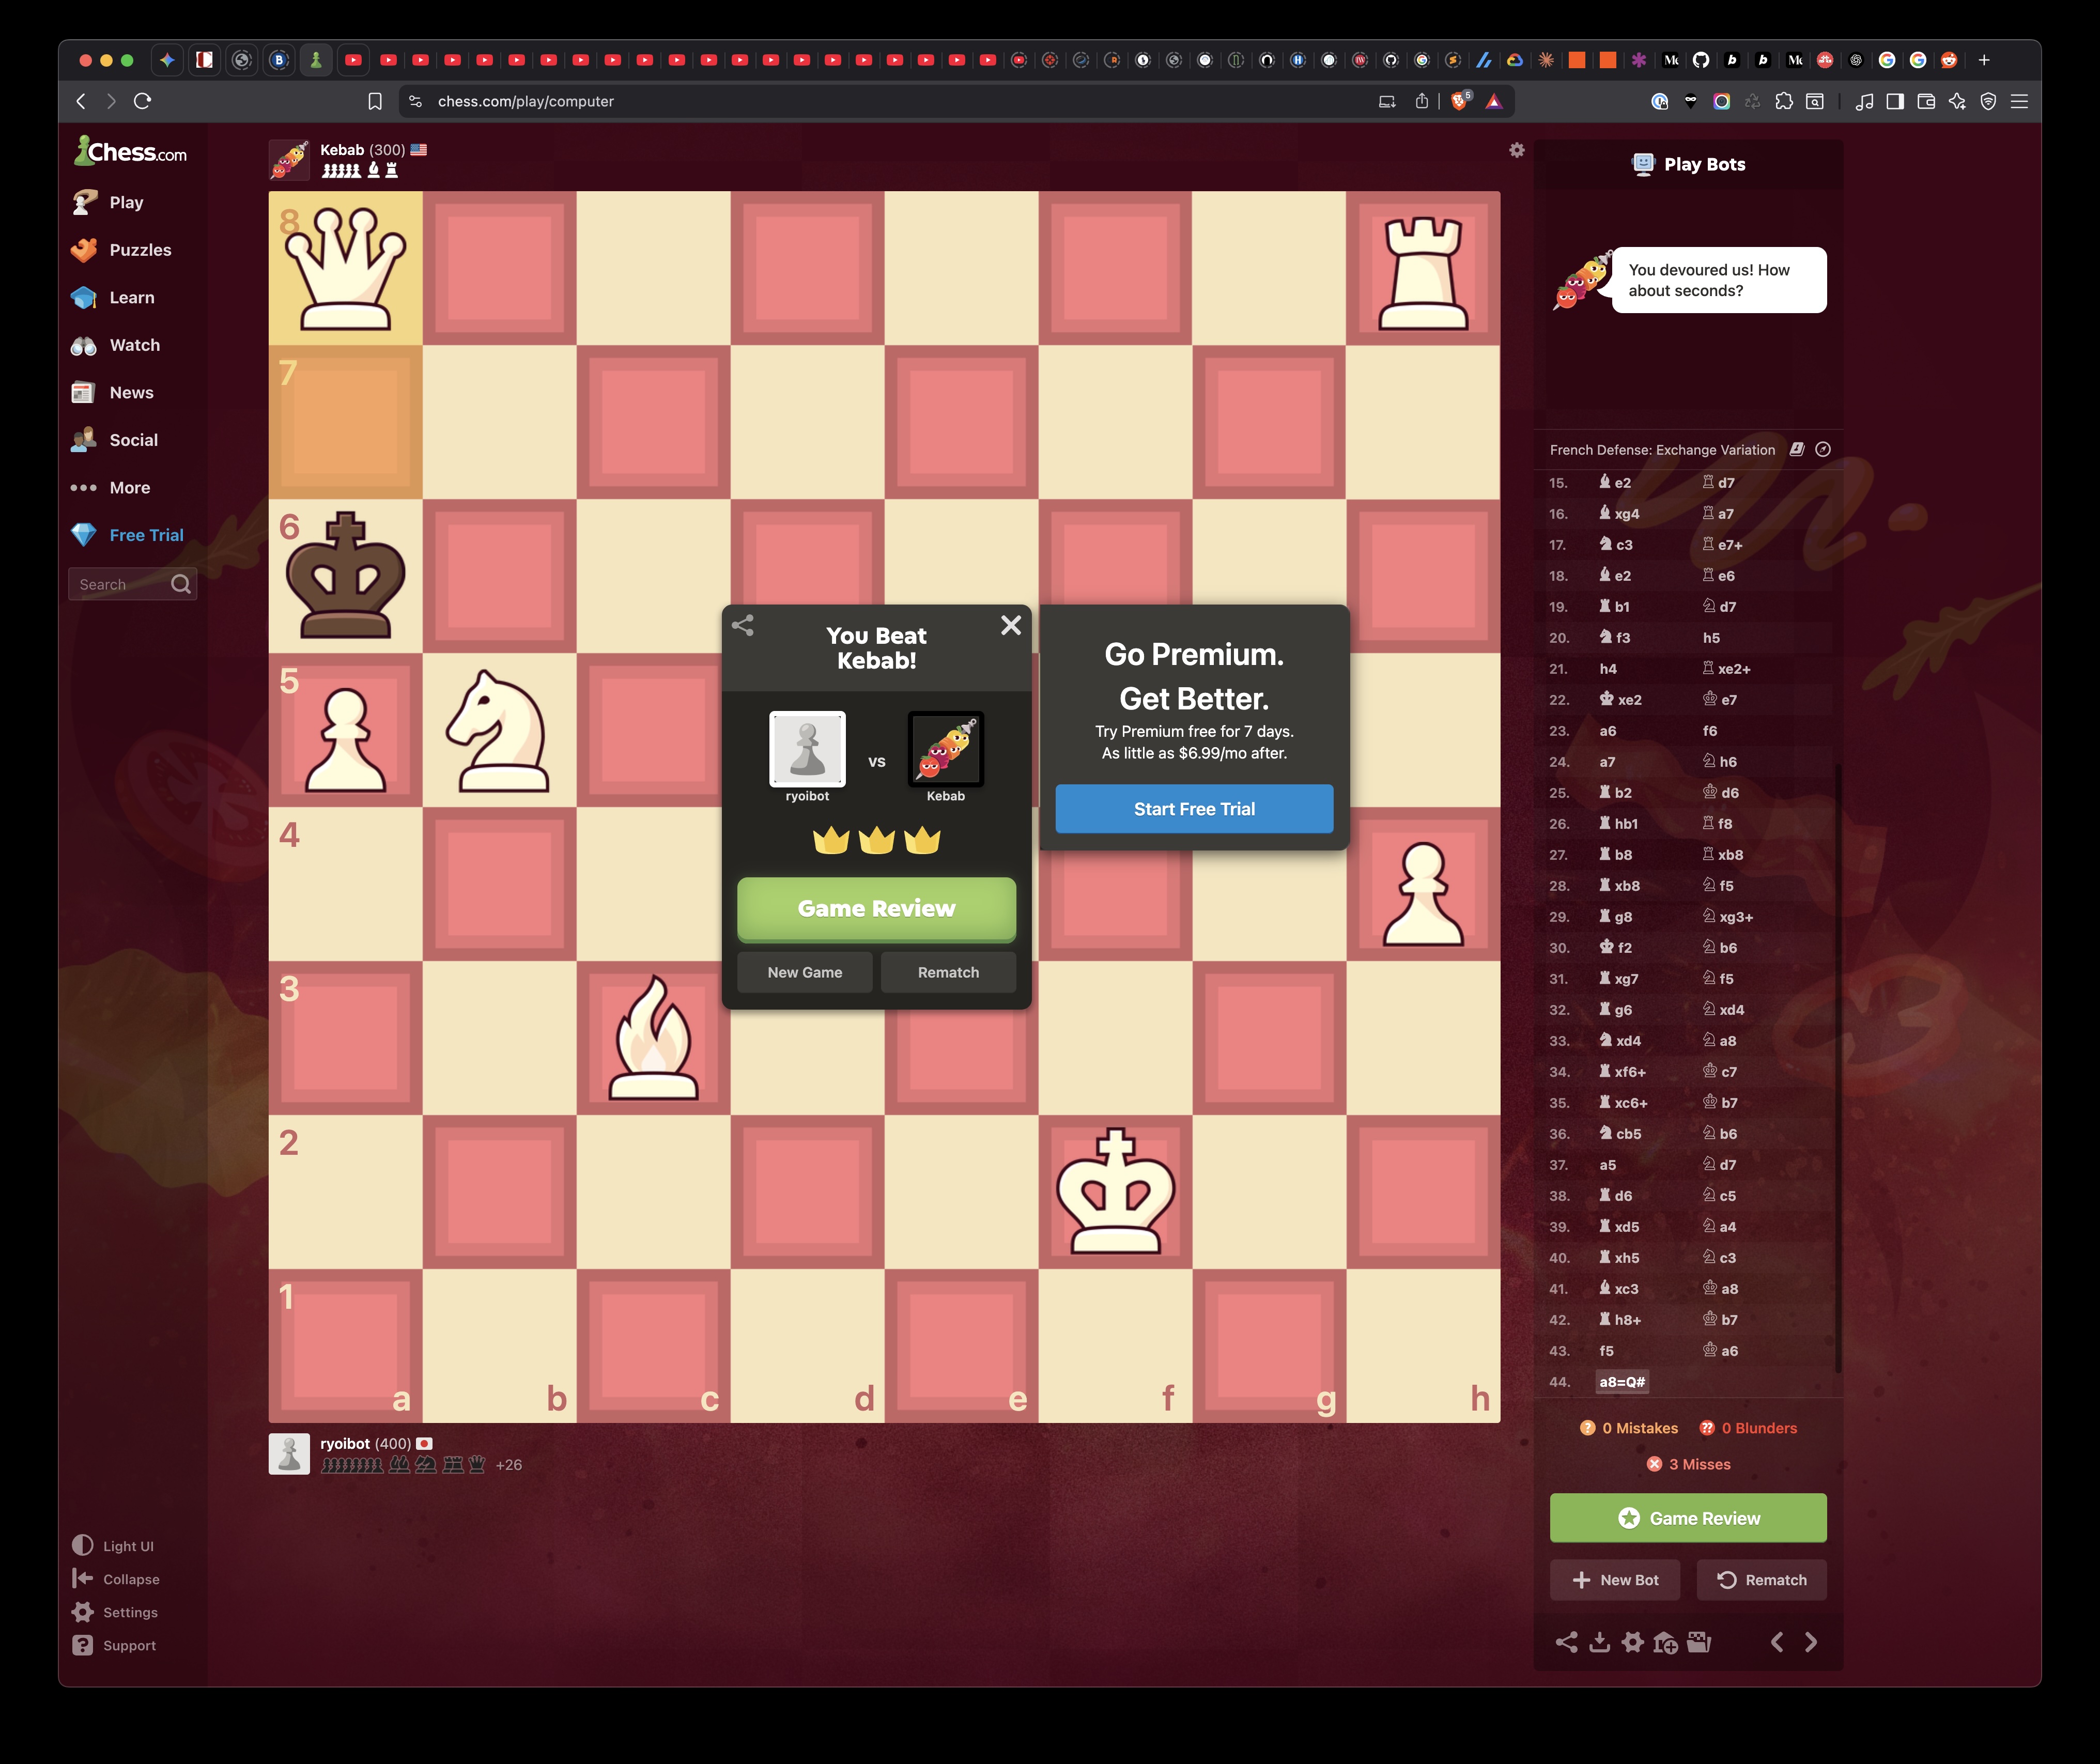 chess.com/play/computer
5
Chess.com
Play
Puzzles
Learn
Watch
News
Social
More
Free Trial
Search
Light UI
Collapse
Settings
Support
Kebab (300)
8
7
6
5
4
3
2
1
a b c d e f g h
ryoibot (400)
+26
You Beat
Kebab!
vs
ryoibot
Kebab
Game Review
New Game
Rematch
Go Premium.
Get Better.
Try Premium free for 7 days.
As little as $6.99/mo after.
Start Free Trial
Play Bots
You devoured us! How
about seconds?
French Defense: Exchange Variation
15. e2 d7
16. xg4 a7
17. c3 e7+
18. e2 e6
19. b1 d7
20. f3 h5
21. h4 xe2+
22. xe2 e7
23. a6 f6
24. a7 h6
25. b2 d6
26. hb1 f8
27. b8 xb8
28. xb8 f5
29. g8 xg3+
30. f2 b6
31. xg7 f5
32. g6 xd4
33. xd4 a8
34. xf6+ c7
35. xc6+ b7
36. cb5 b6
37. a5 d7
38. d6 c5
39. xd5 a4
40. xh5 c3
41. xc3 a8
42. h8+ b7
43. f5 a6
44. a8=Q#
? 0 Mistakes ?? 0 Blunders
3 Misses
Game Review
New Bot
Rematch